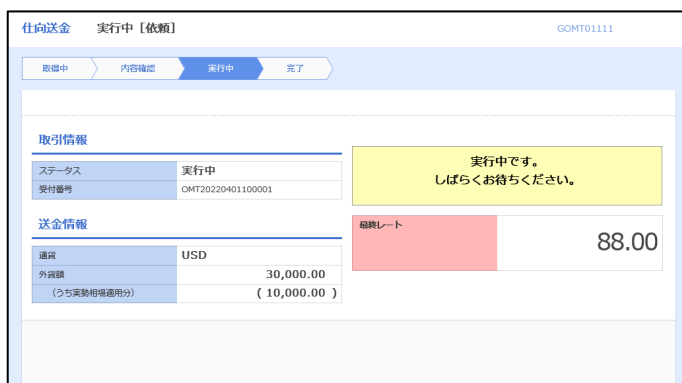 仕向送金 実行中［依頼］ GOMT01111
取得中 内容確認 実行中 完了
取引情報
ステータス 実行中
受付番号 OMT20220401100001
実行中です。
しばらくお待ちください。
送金情報
通貨 USD
外貨額 30,000.00
（うち実勢相場適用分） ( 10,000.00 )
最終レート 88.00